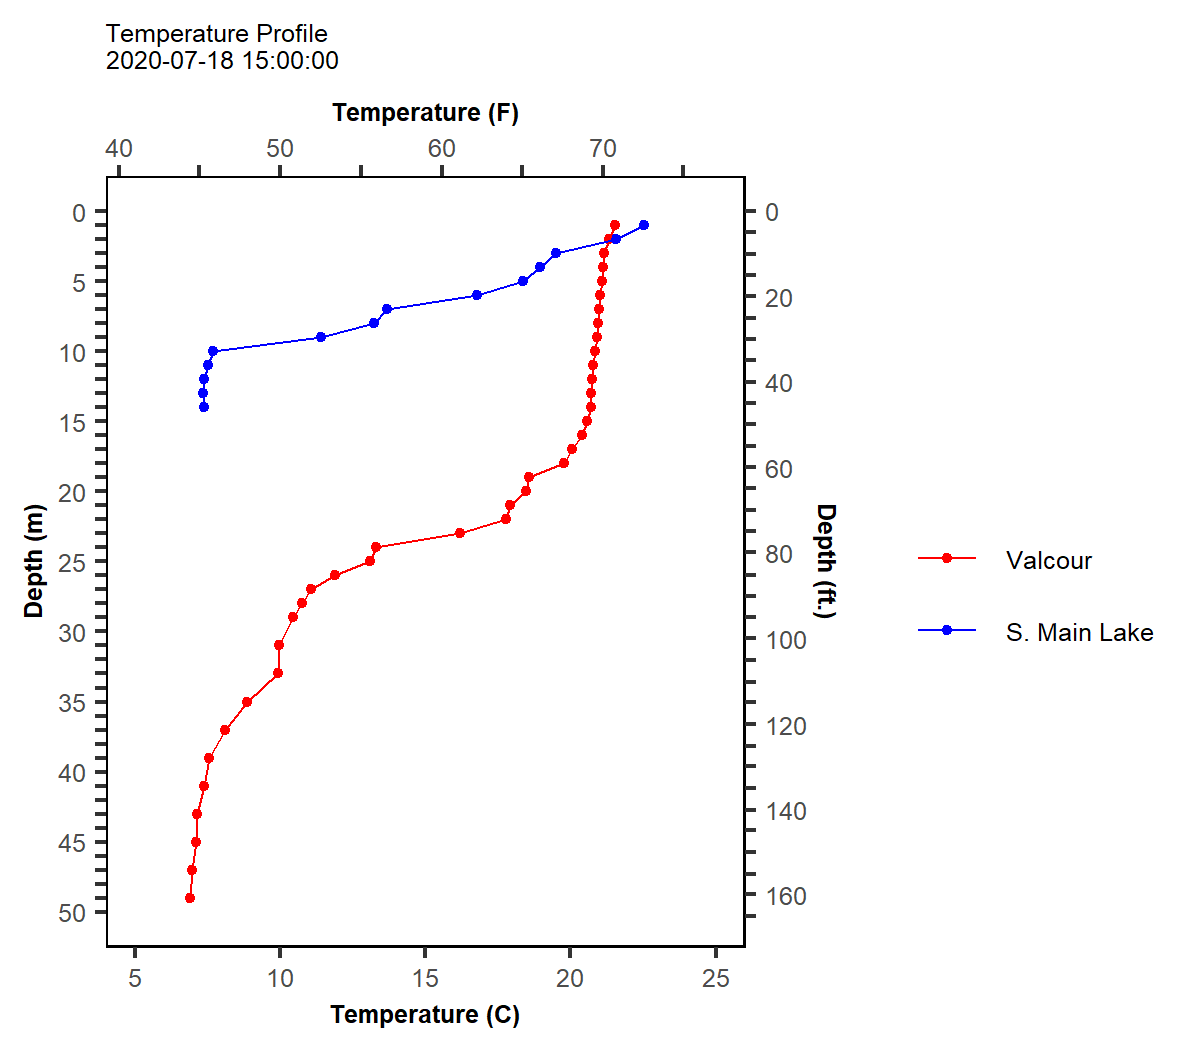 Temperature Profile
2020-07-18 15:00:00
Temperature (F)
40 50 60 70
0 0
5
20
10
40
15
60
20
Depth (m)
Depth (ft.)
25
80
Valcour
30
100
S. Main Lake
35
120
40
140
45
160
50
5 10 15 20 25
Temperature (C)